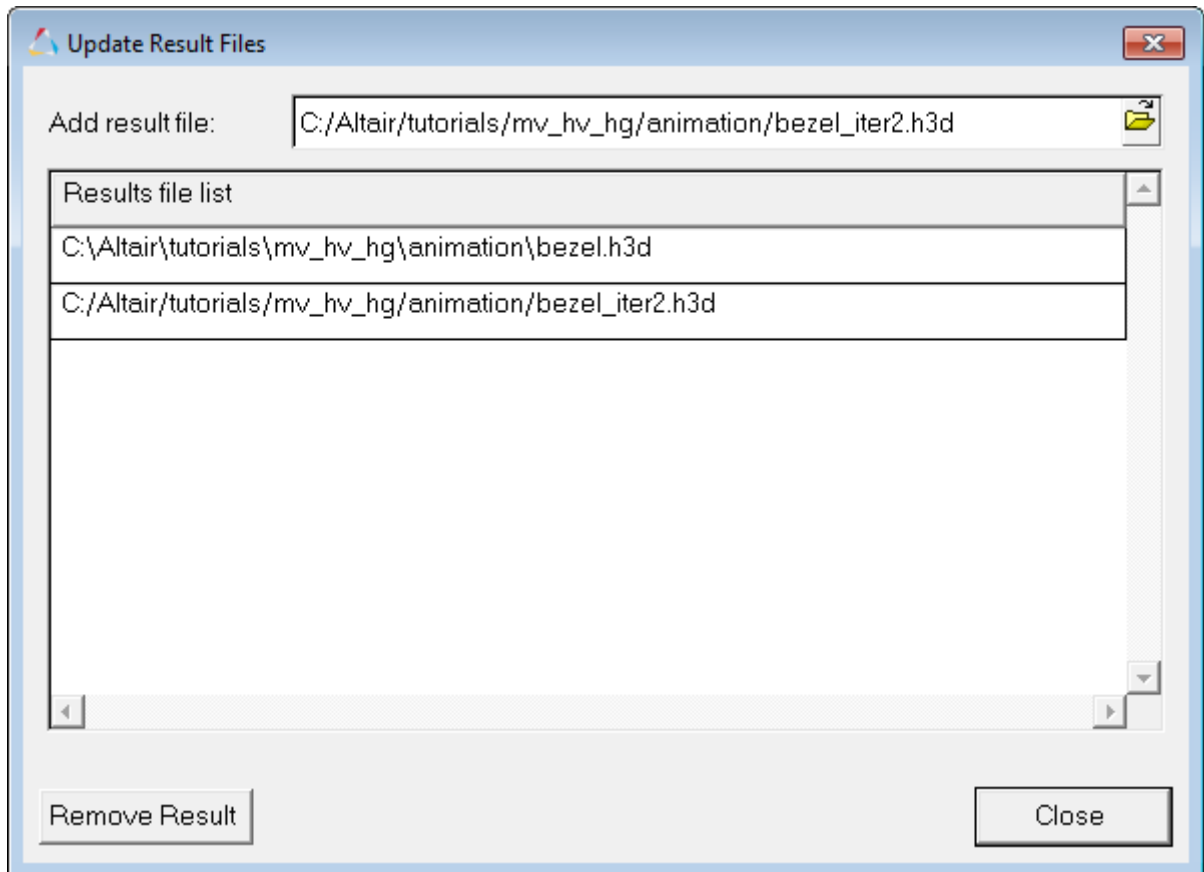 Update Result Files
Add result file: C:/Altair/tutorials/mv_hv_hg/animation/bezel_iter2.h3d
Results file list
C:\Altair\tutorials\mv_hv_hg\animation\bezel.h3d
C:/Altair/tutorials/mv_hv_hg/animation/bezel_iter2.h3d
Remove Result Close